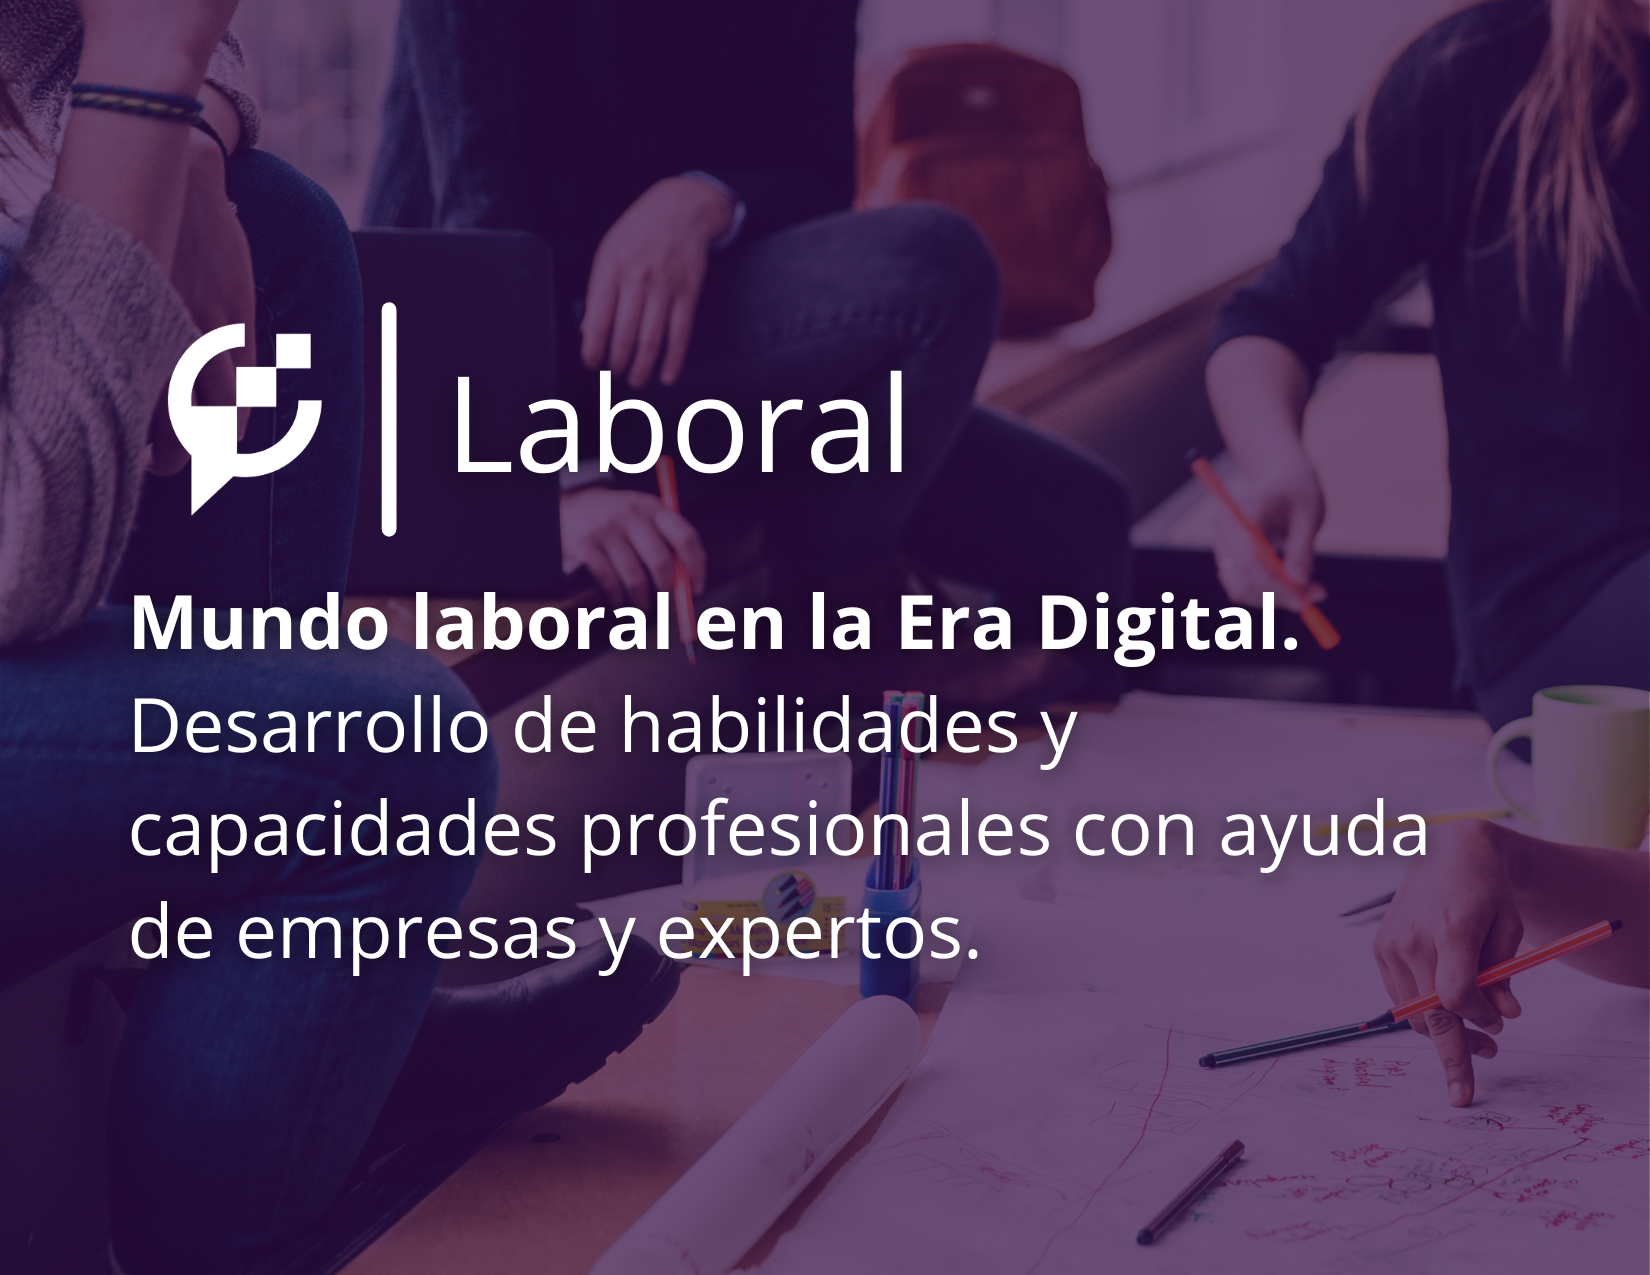 Laboral
Mundo laboral en la Era Digital.
Desarrollo de habilidades y
capacidades profesionales con ayuda
de empresas y expertos.